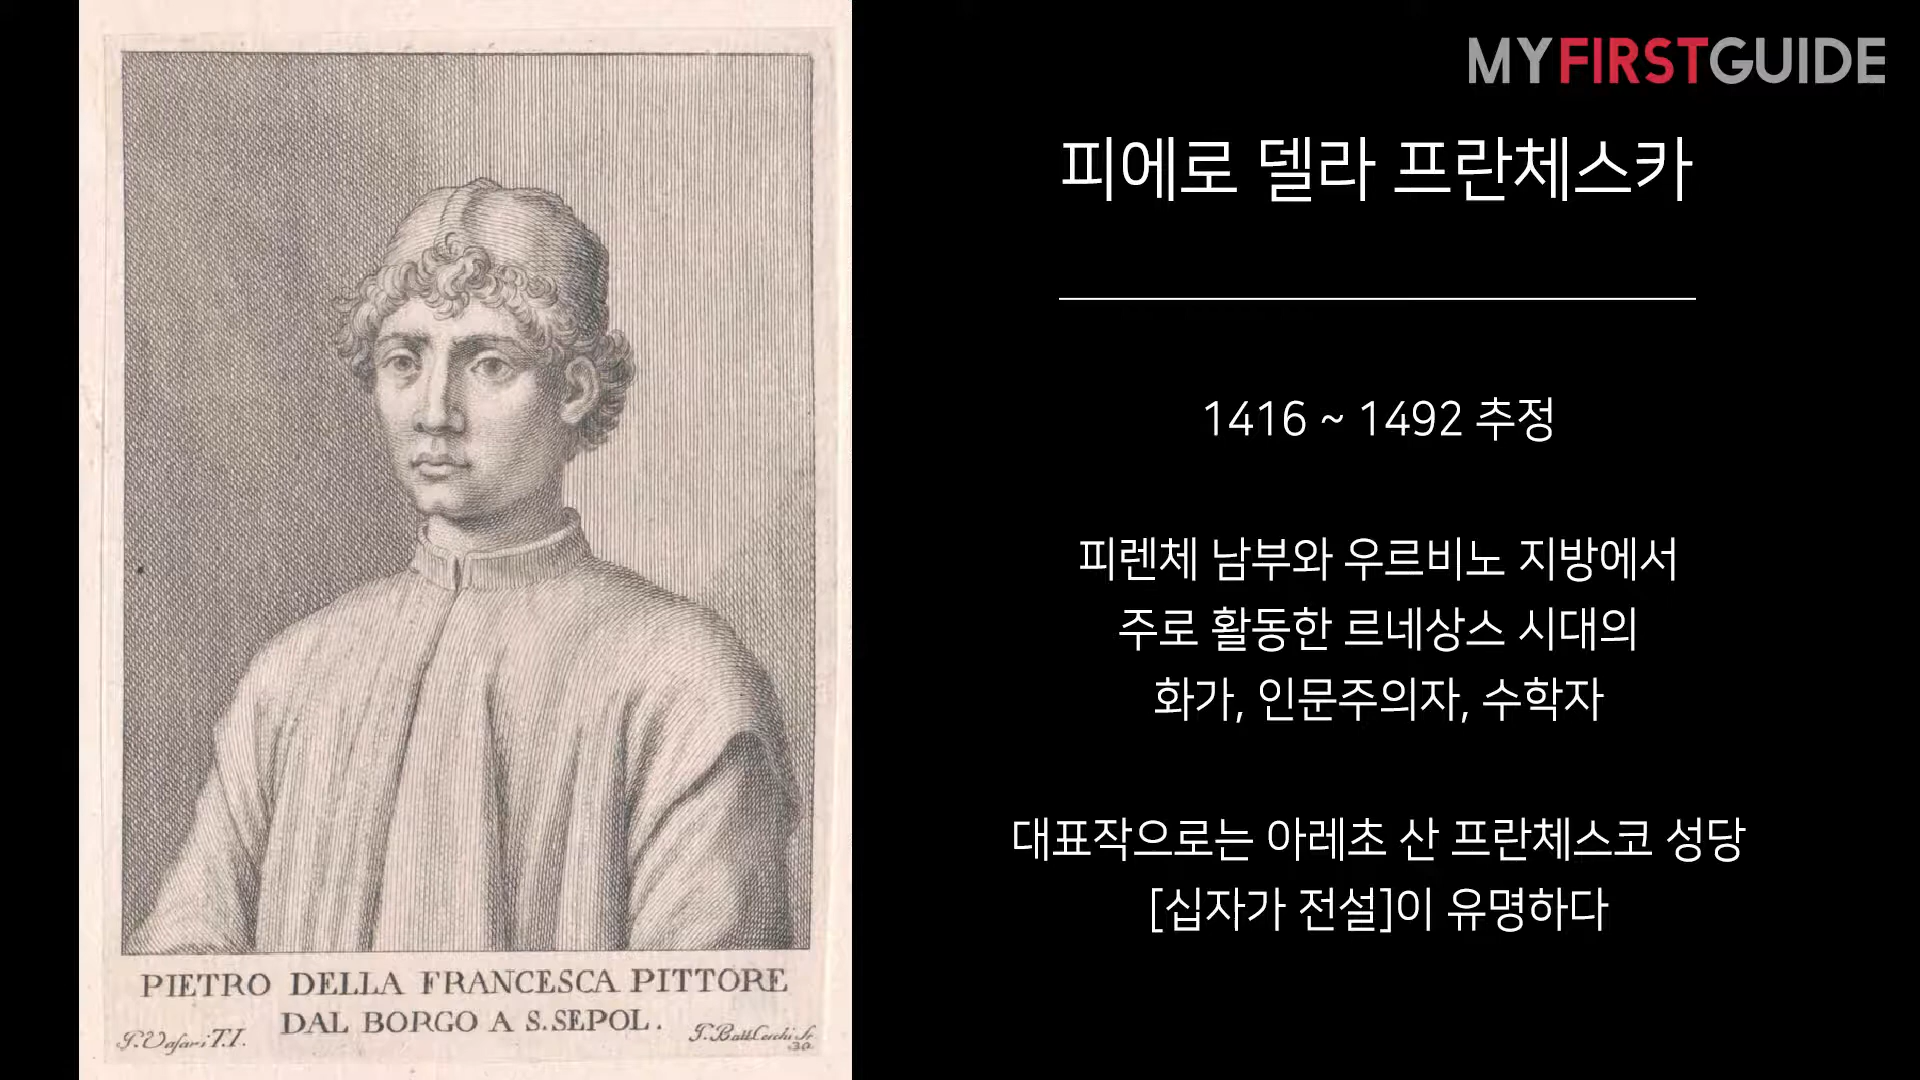 MYFIRSTGUIDE
피에로 델라 프란체스카
1416 ~ 1492 추정
피렌체 남부와 우르비노 지방에서
주로 활동한 르네상스 시대의
화가, 인문주의자, 수학자
대표작으로는 아레초 산 프란체스코 성당
[십자가 전설]이 유명하다
PIETRO DELLA FRANCESCA PITTORE
DAL BORGO A S.SEPOL.
G. Vasari T.I.